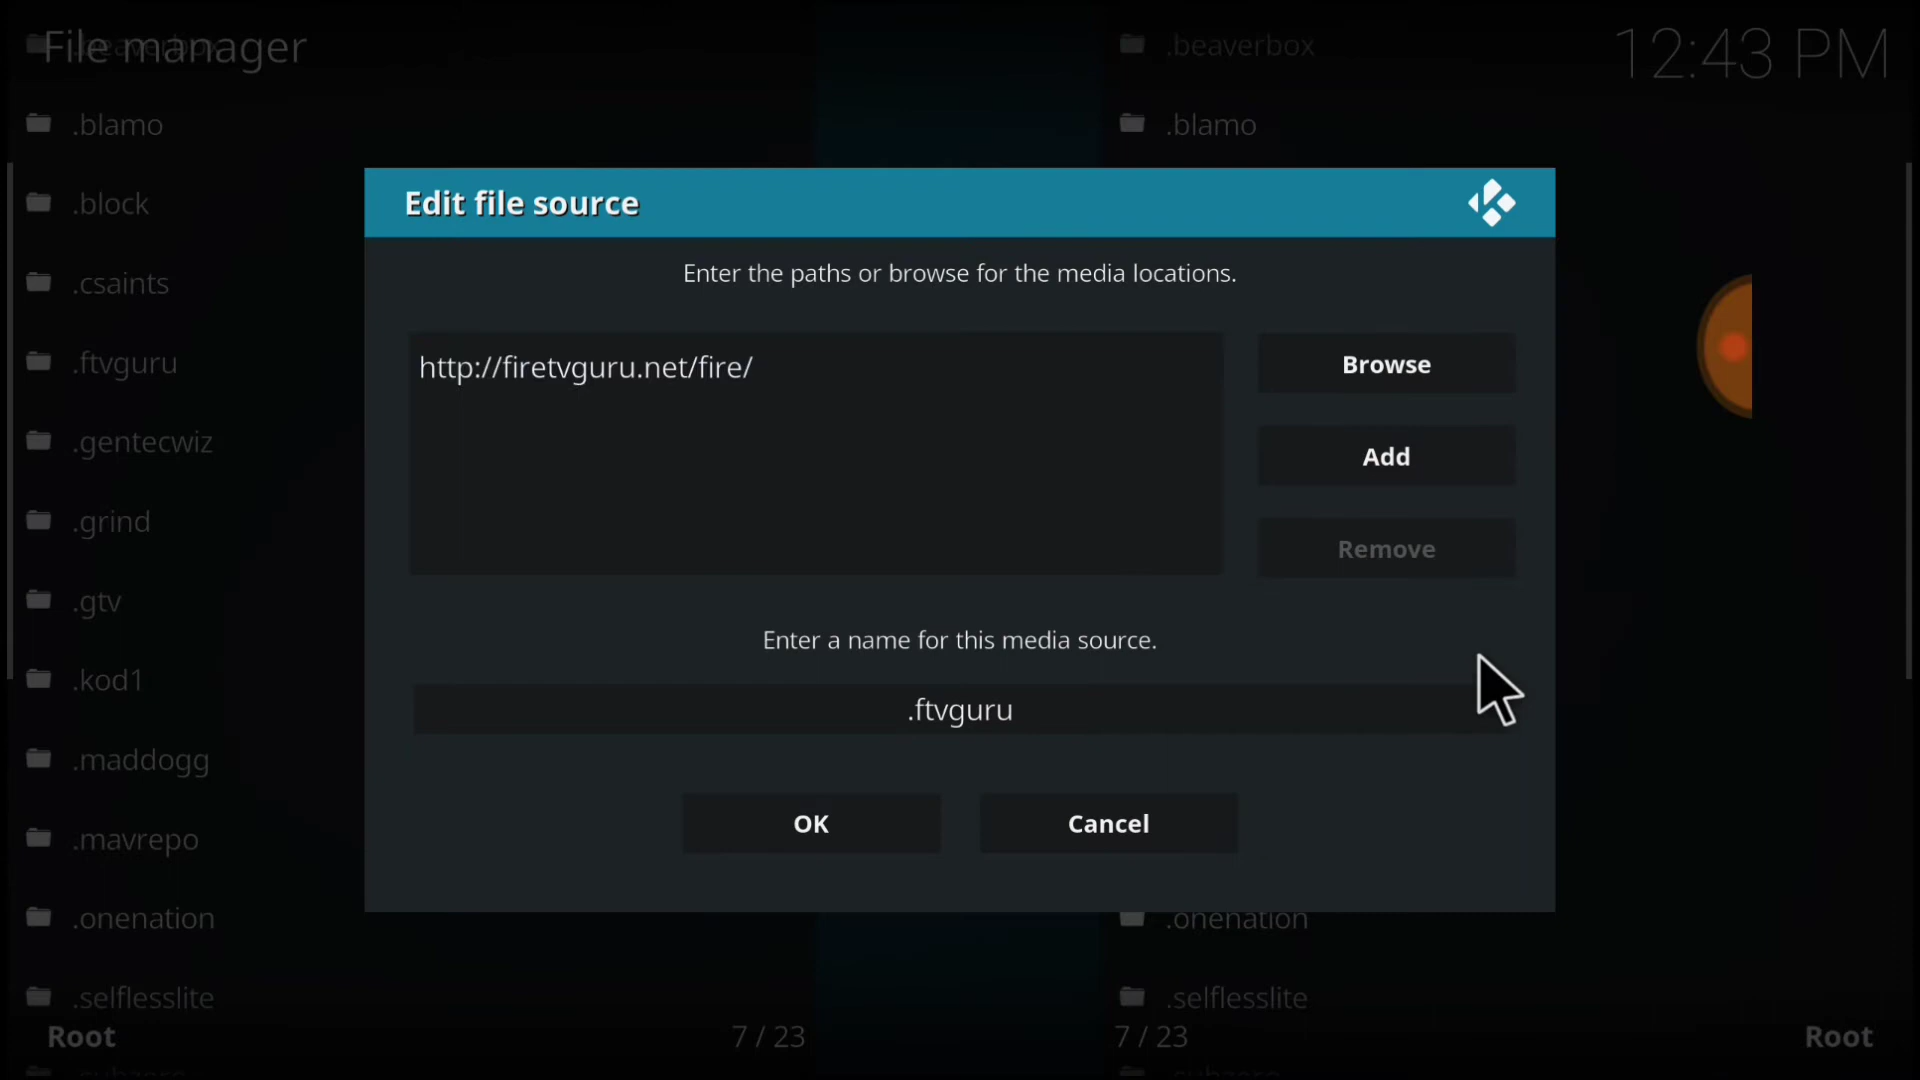 File manager
.beaverbox
12:43 PM
.beaverbox
.blamo
.block
.csaints
.ftvguru
.gentecwiz
.grind
.gtv
.kod1
.maddogg
.mavrepo
.onenation
.selflesslite
Root
7 / 23
.blamo
Edit file source
Enter the paths or browse for the media locations.
http://firetvguru.net/fire/
Browse
Add
Remove
Enter a name for this media source.
.ftvguru
OK
Cancel
.onenation
.selflesslite
7 / 23
Root